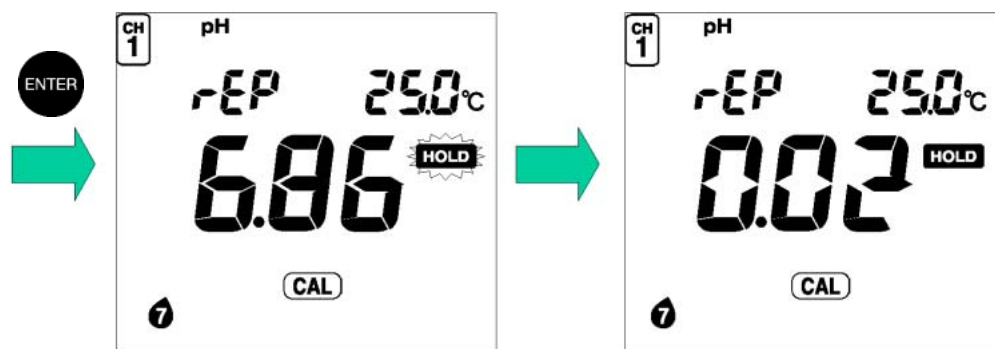 ENTER
CH
1
pH
rEP 25.0°C
6.86 HOLD
CAL
7
CH
1
pH
rEP 25.0°C
0.02 HOLD
CAL
7